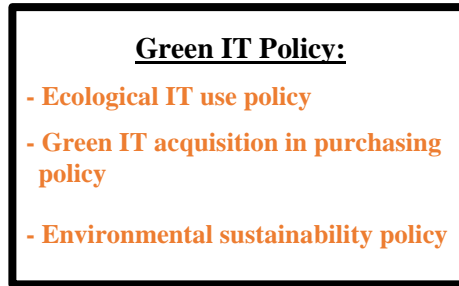 Green IT Policy:
- Ecological IT use policy
- Green IT acquisition in purchasing
policy
- Environmental sustainability policy